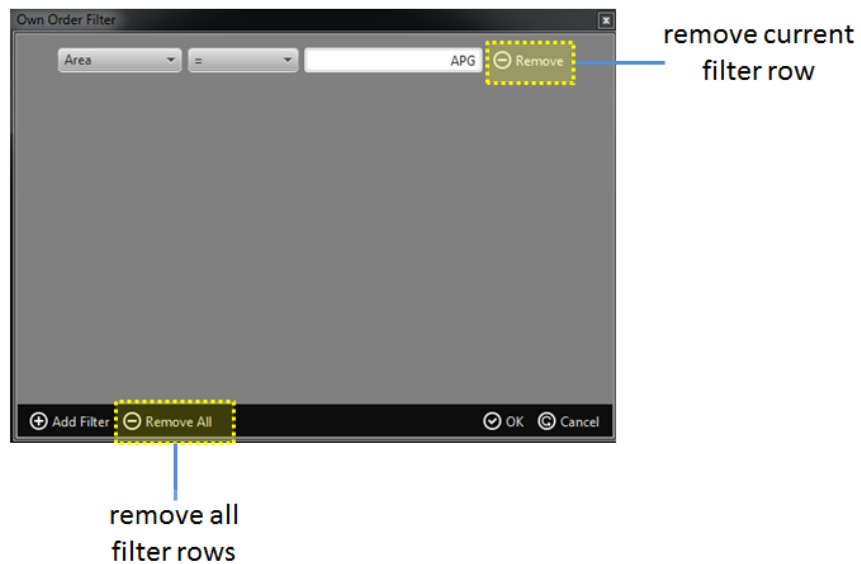 Own Order Filter x
Area = APG Remove
remove current
filter row
Add Filter Remove All OK Cancel
remove all
filter rows